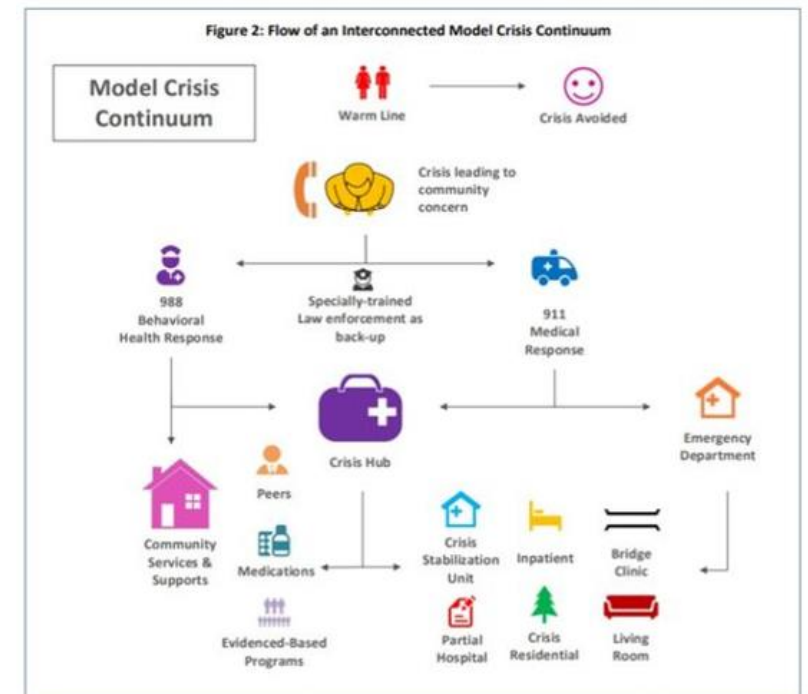 Figure 2: Flow of an Interconnected Model Crisis Continuum
Model Crisis
Continuum
Warm Line
Crisis Avoided
Crisis leading to
community
concern
988
Behavioral
Health Response
Specially-trained
Law enforcement as
back-up
911
Medical
Response
Crisis Hub
Emergency
Department
Community
Services &
Supports
Peers
Medications
Evidenced-Based
Programs
Crisis
Stabilization
Unit
Inpatient
Bridge
Clinic
Partial
Hospital
Crisis
Residential
Living
Room